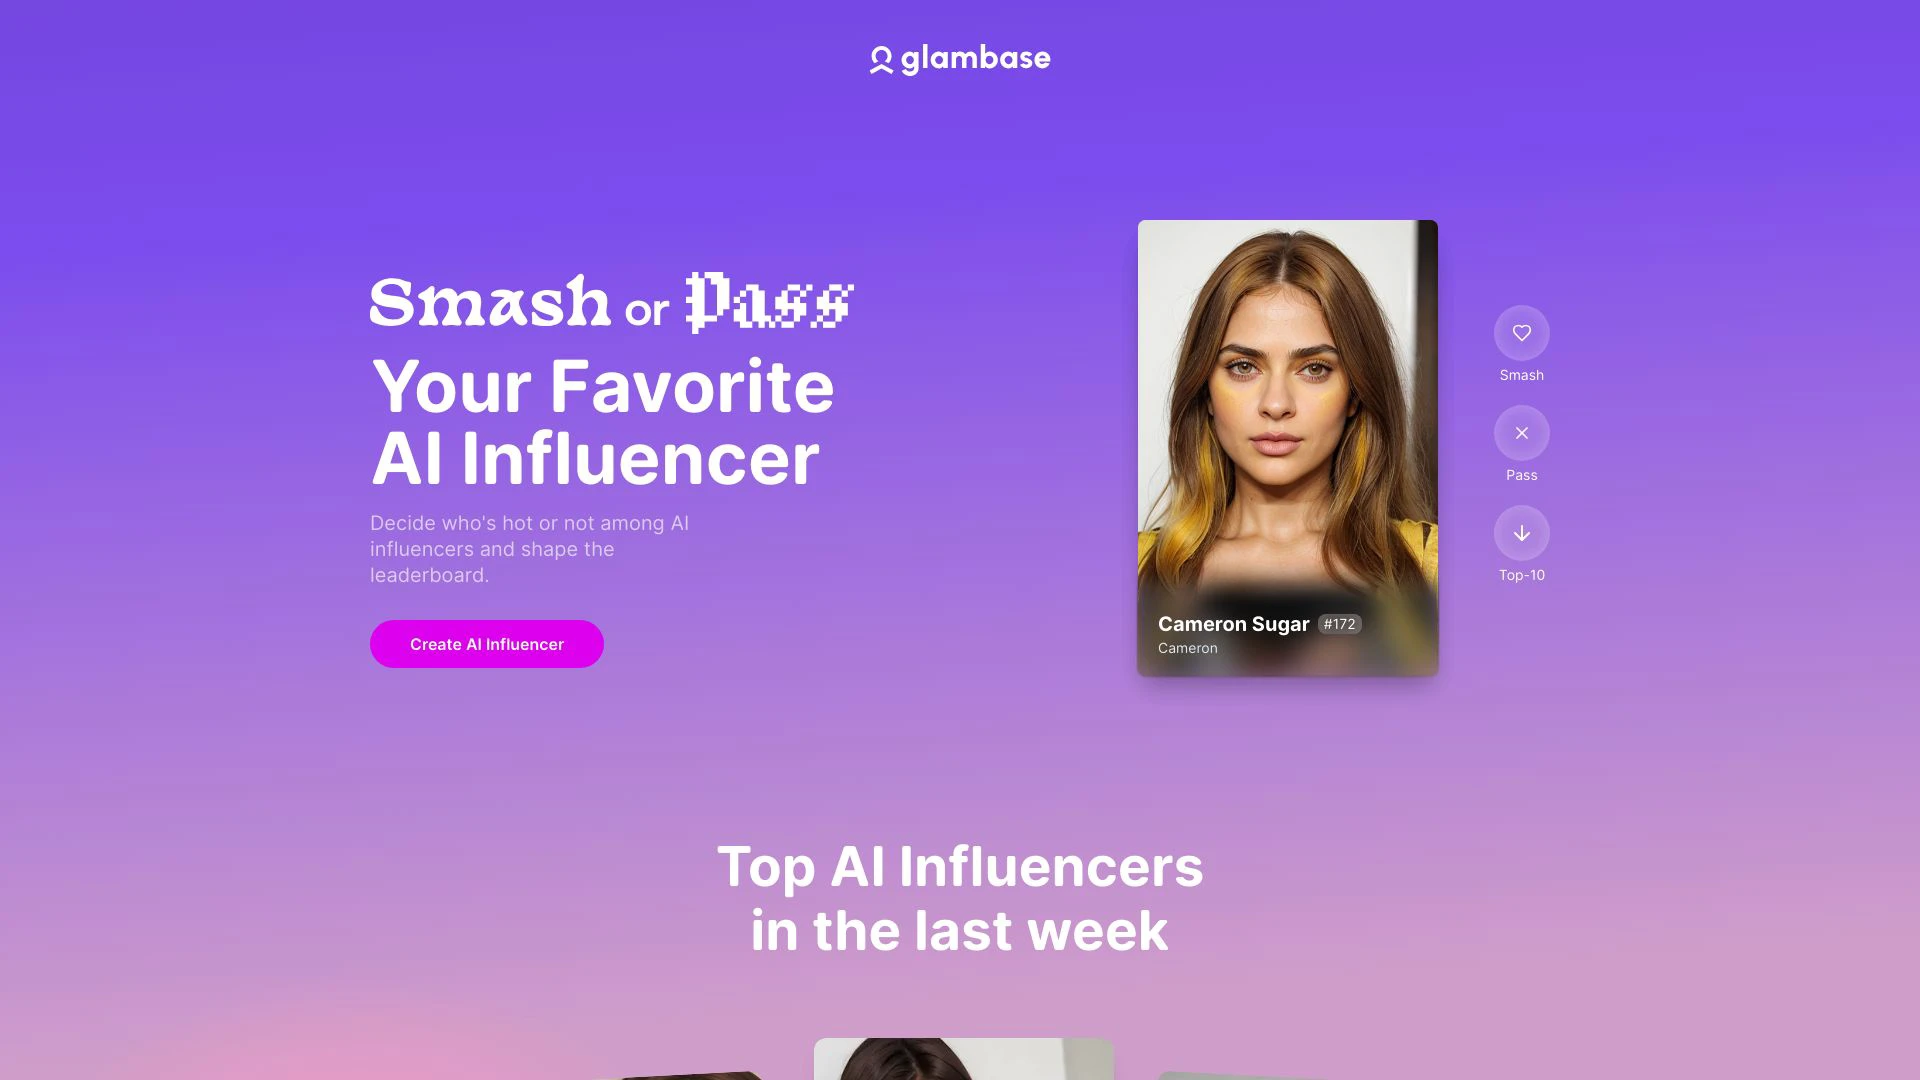 glambase
Smash or Pass
Your Favorite
AI Influencer
Decide who's hot or not among AI
influencers and shape the
leaderboard.
Create AI Influencer
Cameron Sugar #172
Cameron
Smash
Pass
Top-10
Top AI Influencers
in the last week